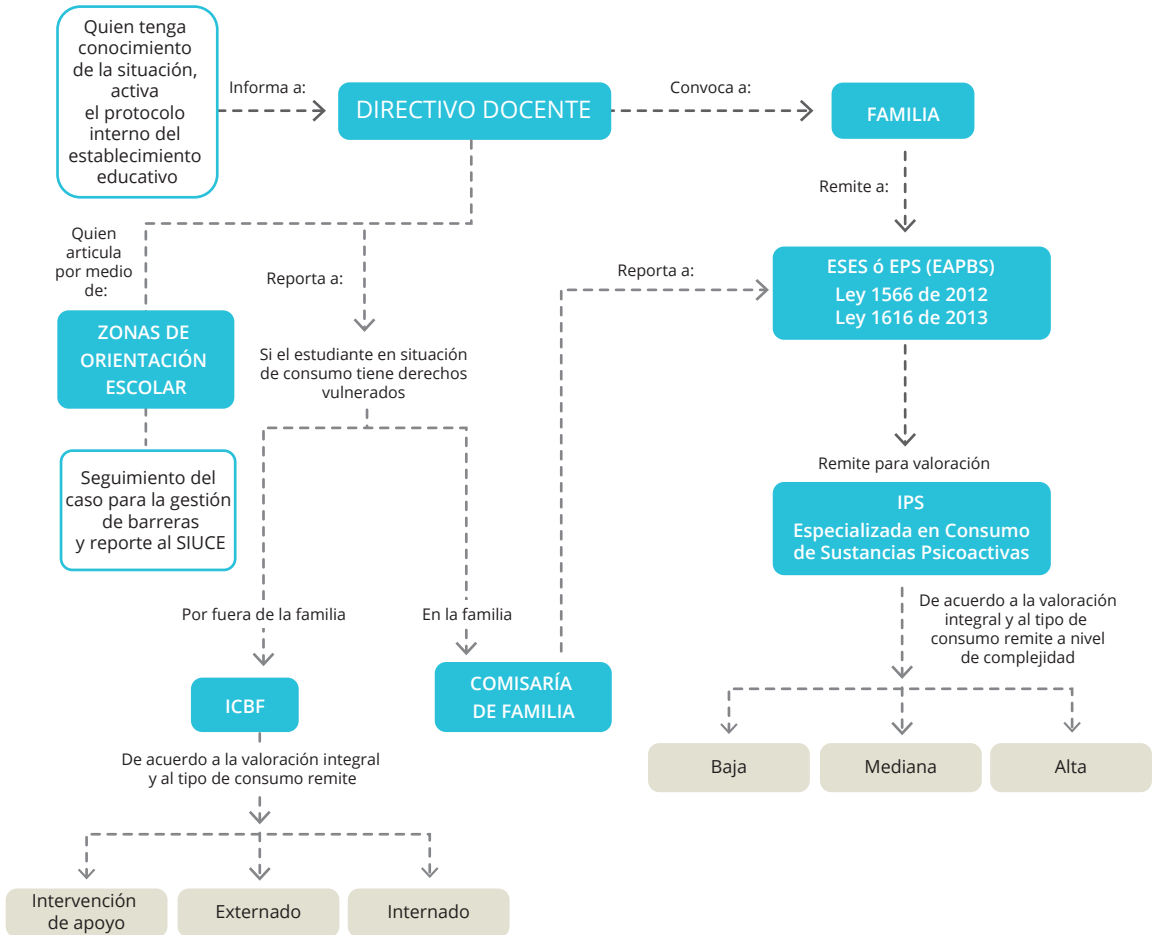 Quien tenga
conocimiento
de la situación,
activa
el protocolo
interno del
establecimiento
educativo
Informa a:
DIRECTIVO DOCENTE
Convoca a:
FAMILIA
Remite a:
Quien
articula
por medio
de:
Reporta a:
Reporta a:
ESES ó EPS (EAPBS)
Ley 1566 de 2012
Ley 1616 de 2013
ZONAS DE
ORIENTACIÓN
ESCOLAR
Si el estudiante en situación
de consumo tiene derechos
vulnerados
Seguimiento del
caso para la gestión
de barreras
y reporte al SIUCE
Remite para valoración
IPS
Especializada en Consumo
de Sustancias Psicoactivas
Por fuera de la familia
En la familia
De acuerdo a la valoración
integral y al tipo de
consumo remite a nivel
de complejidad
ICBF
COMISARÍA
DE FAMILIA
De acuerdo a la valoración integral
y al tipo de consumo remite
Baja
Mediana
Alta
Intervención
de apoyo
Externado
Internado